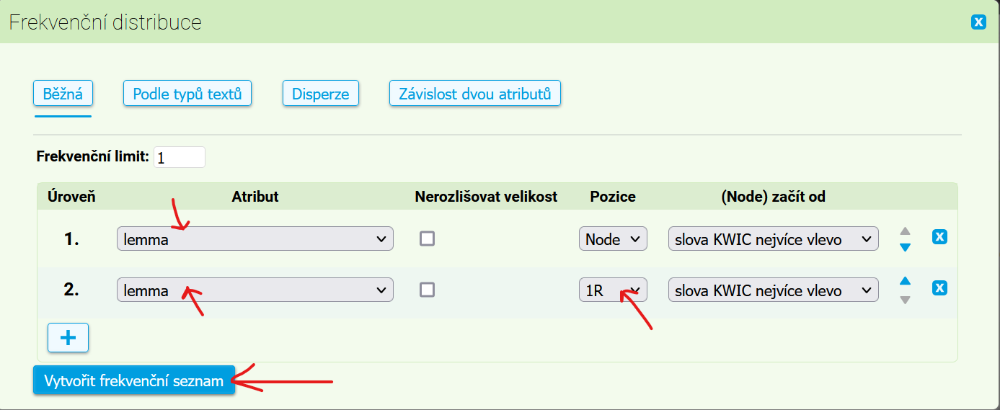 Frekvenční distribuce
X
Běžná Podle typů textů Disperze Závislost dvou atributů
Frekvenční limit: 1
Úroveň Atribut Nerozlišovat velikost Pozice (Node) začít od
1. lemma Node slova KWIC nejvíce vlevo X
2. lemma 1R slova KWIC nejvíce vlevo X
+
Vytvořit frekvenční seznam